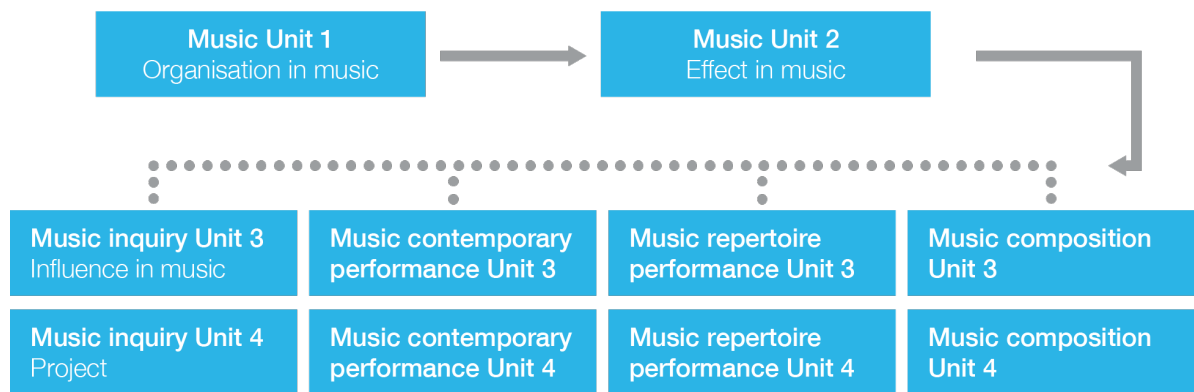 Music Unit 1
Organisation in music
Music Unit 2
Effect in music
Music inquiry Unit 3
Influence in music
Music contemporary
performance Unit 3
Music repertoire
performance Unit 3
Music composition
Unit 3
Music inquiry Unit 4
Project
Music contemporary
performance Unit 4
Music repertoire
performance Unit 4
Music composition
Unit 4